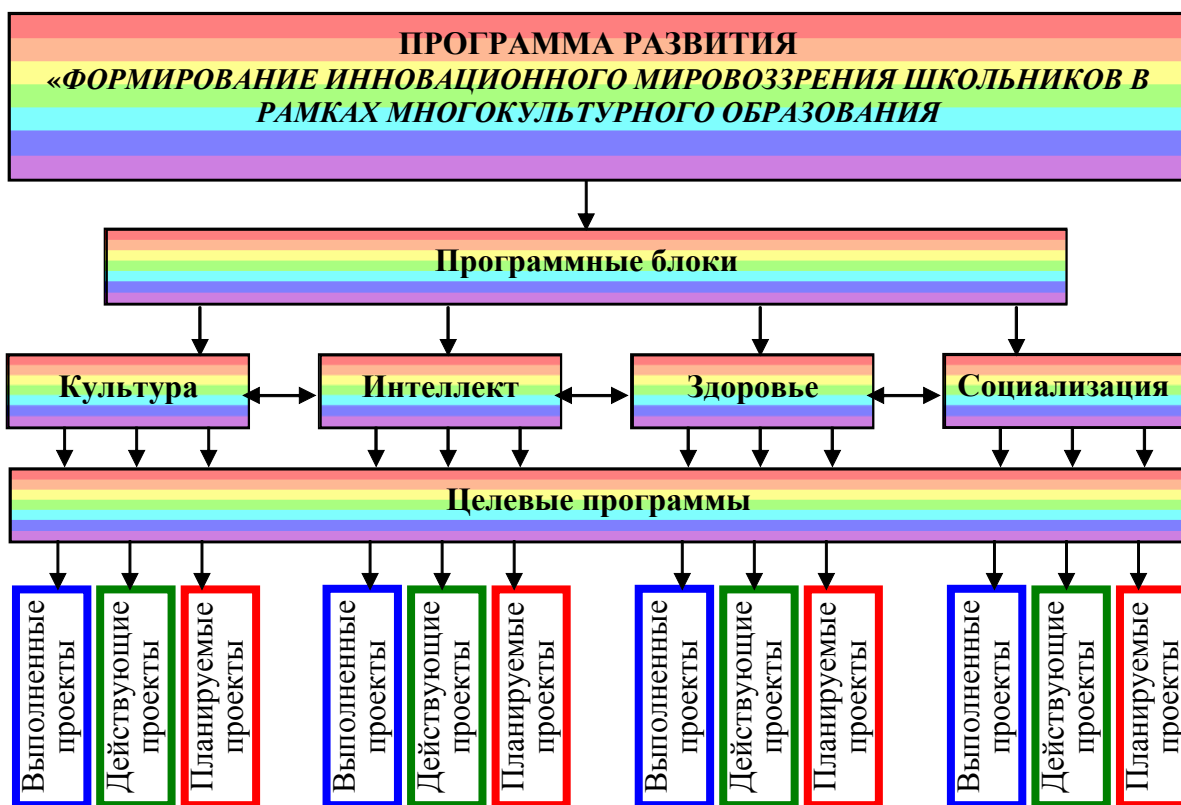 ПРОГРАММА РАЗВИТИЯ
«ФОРМИРОВАНИЕ ИННОВАЦИОННОГО МИРОВОЗЗРЕНИЯ ШКОЛЬНИКОВ В
РАМКАХ МНОГОКУЛЬТУРНОГО ОБРАЗОВАНИЯ
Программные блоки
Культура
Интеллект
Здоровье
Социализация
Целевые программы
Выполненные
проекты
Действующие
проекты
Планируемые
проекты
Выполненные
проекты
Действующие
проекты
Планируемые
проекты
Выполненные
проекты
Действующие
проекты
Планируемые
проекты
Выполненные
проекты
Действующие
проекты
Планируемые
проекты